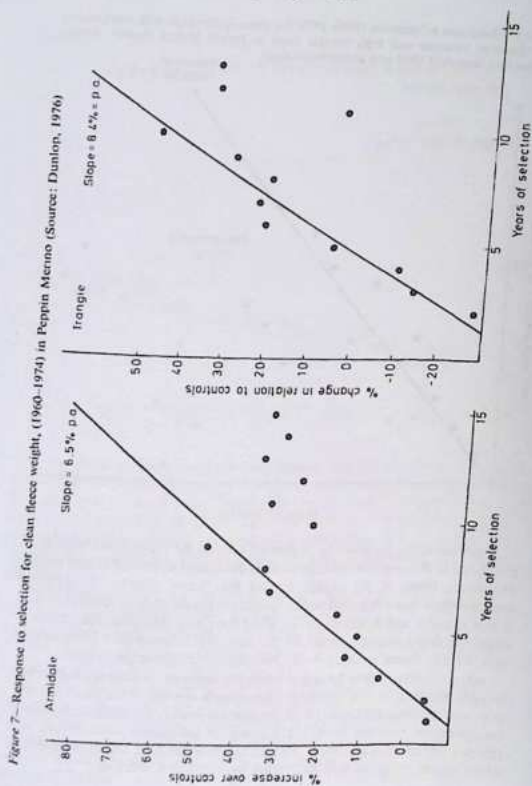 Figure 7—Response to selection for clean fleece weight, (1960–1974) in Peppin Merino (Source: Dunlop, 1976)
Armidale
Slope = 6.5% p.a.
% increase over controls
80
70
60
50
40
30
20
10
0
5
10
15
Years of selection
Trangie
Slope = 8.4% = p.a.
% change in relation to controls
50
40
30
20
10
0
-10
-20
5
10
15
Years of selection